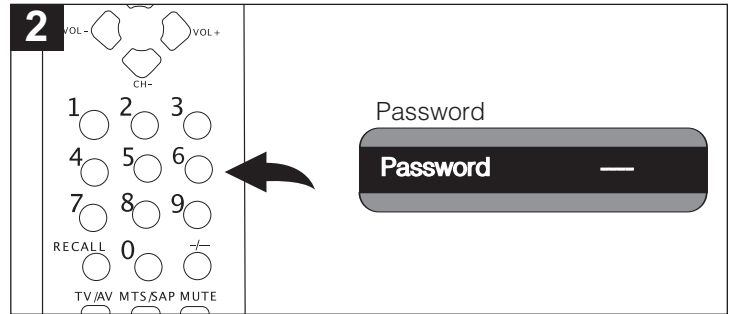 2
VOL-
VOL+
CH-
1 2 3
4 5 6
7 8 9
RECALL 0 -/--
TV/AV MTS/SAP MUTE
Password
Password ---